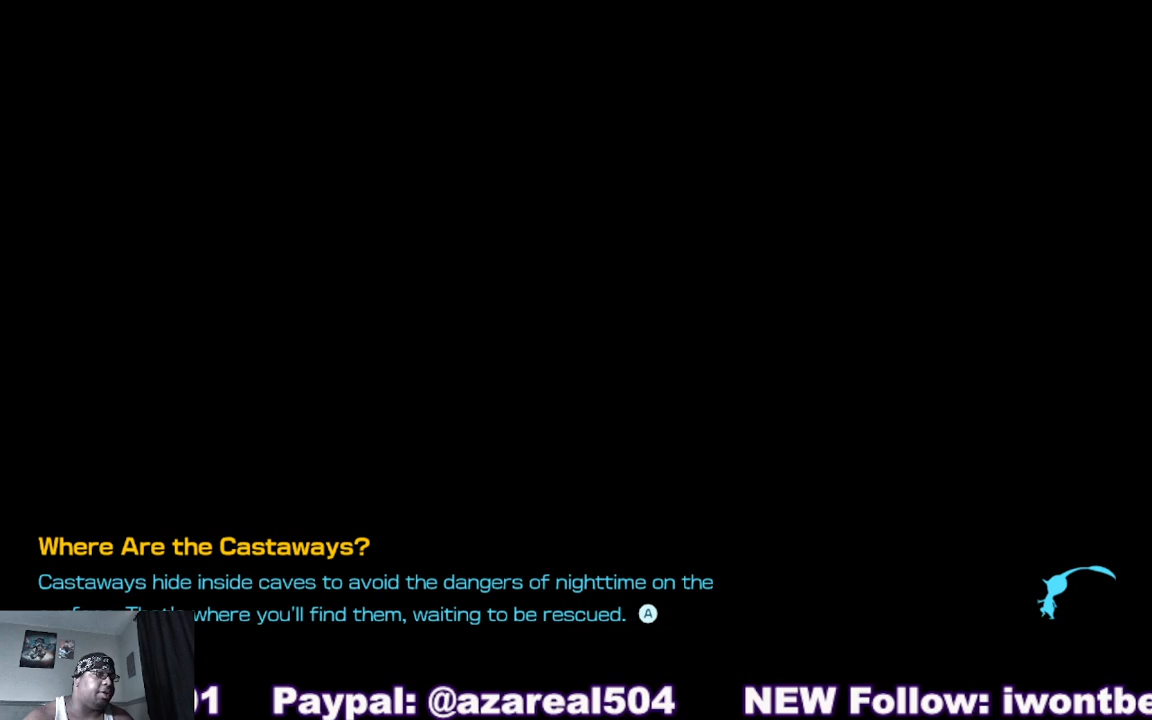 Where Are the Castaways?
Castaways hide inside caves to avoid the dangers of nighttime on the
where you'll find them, waiting to be rescued. A
01 Paypal: @azareal504 NEW Follow: